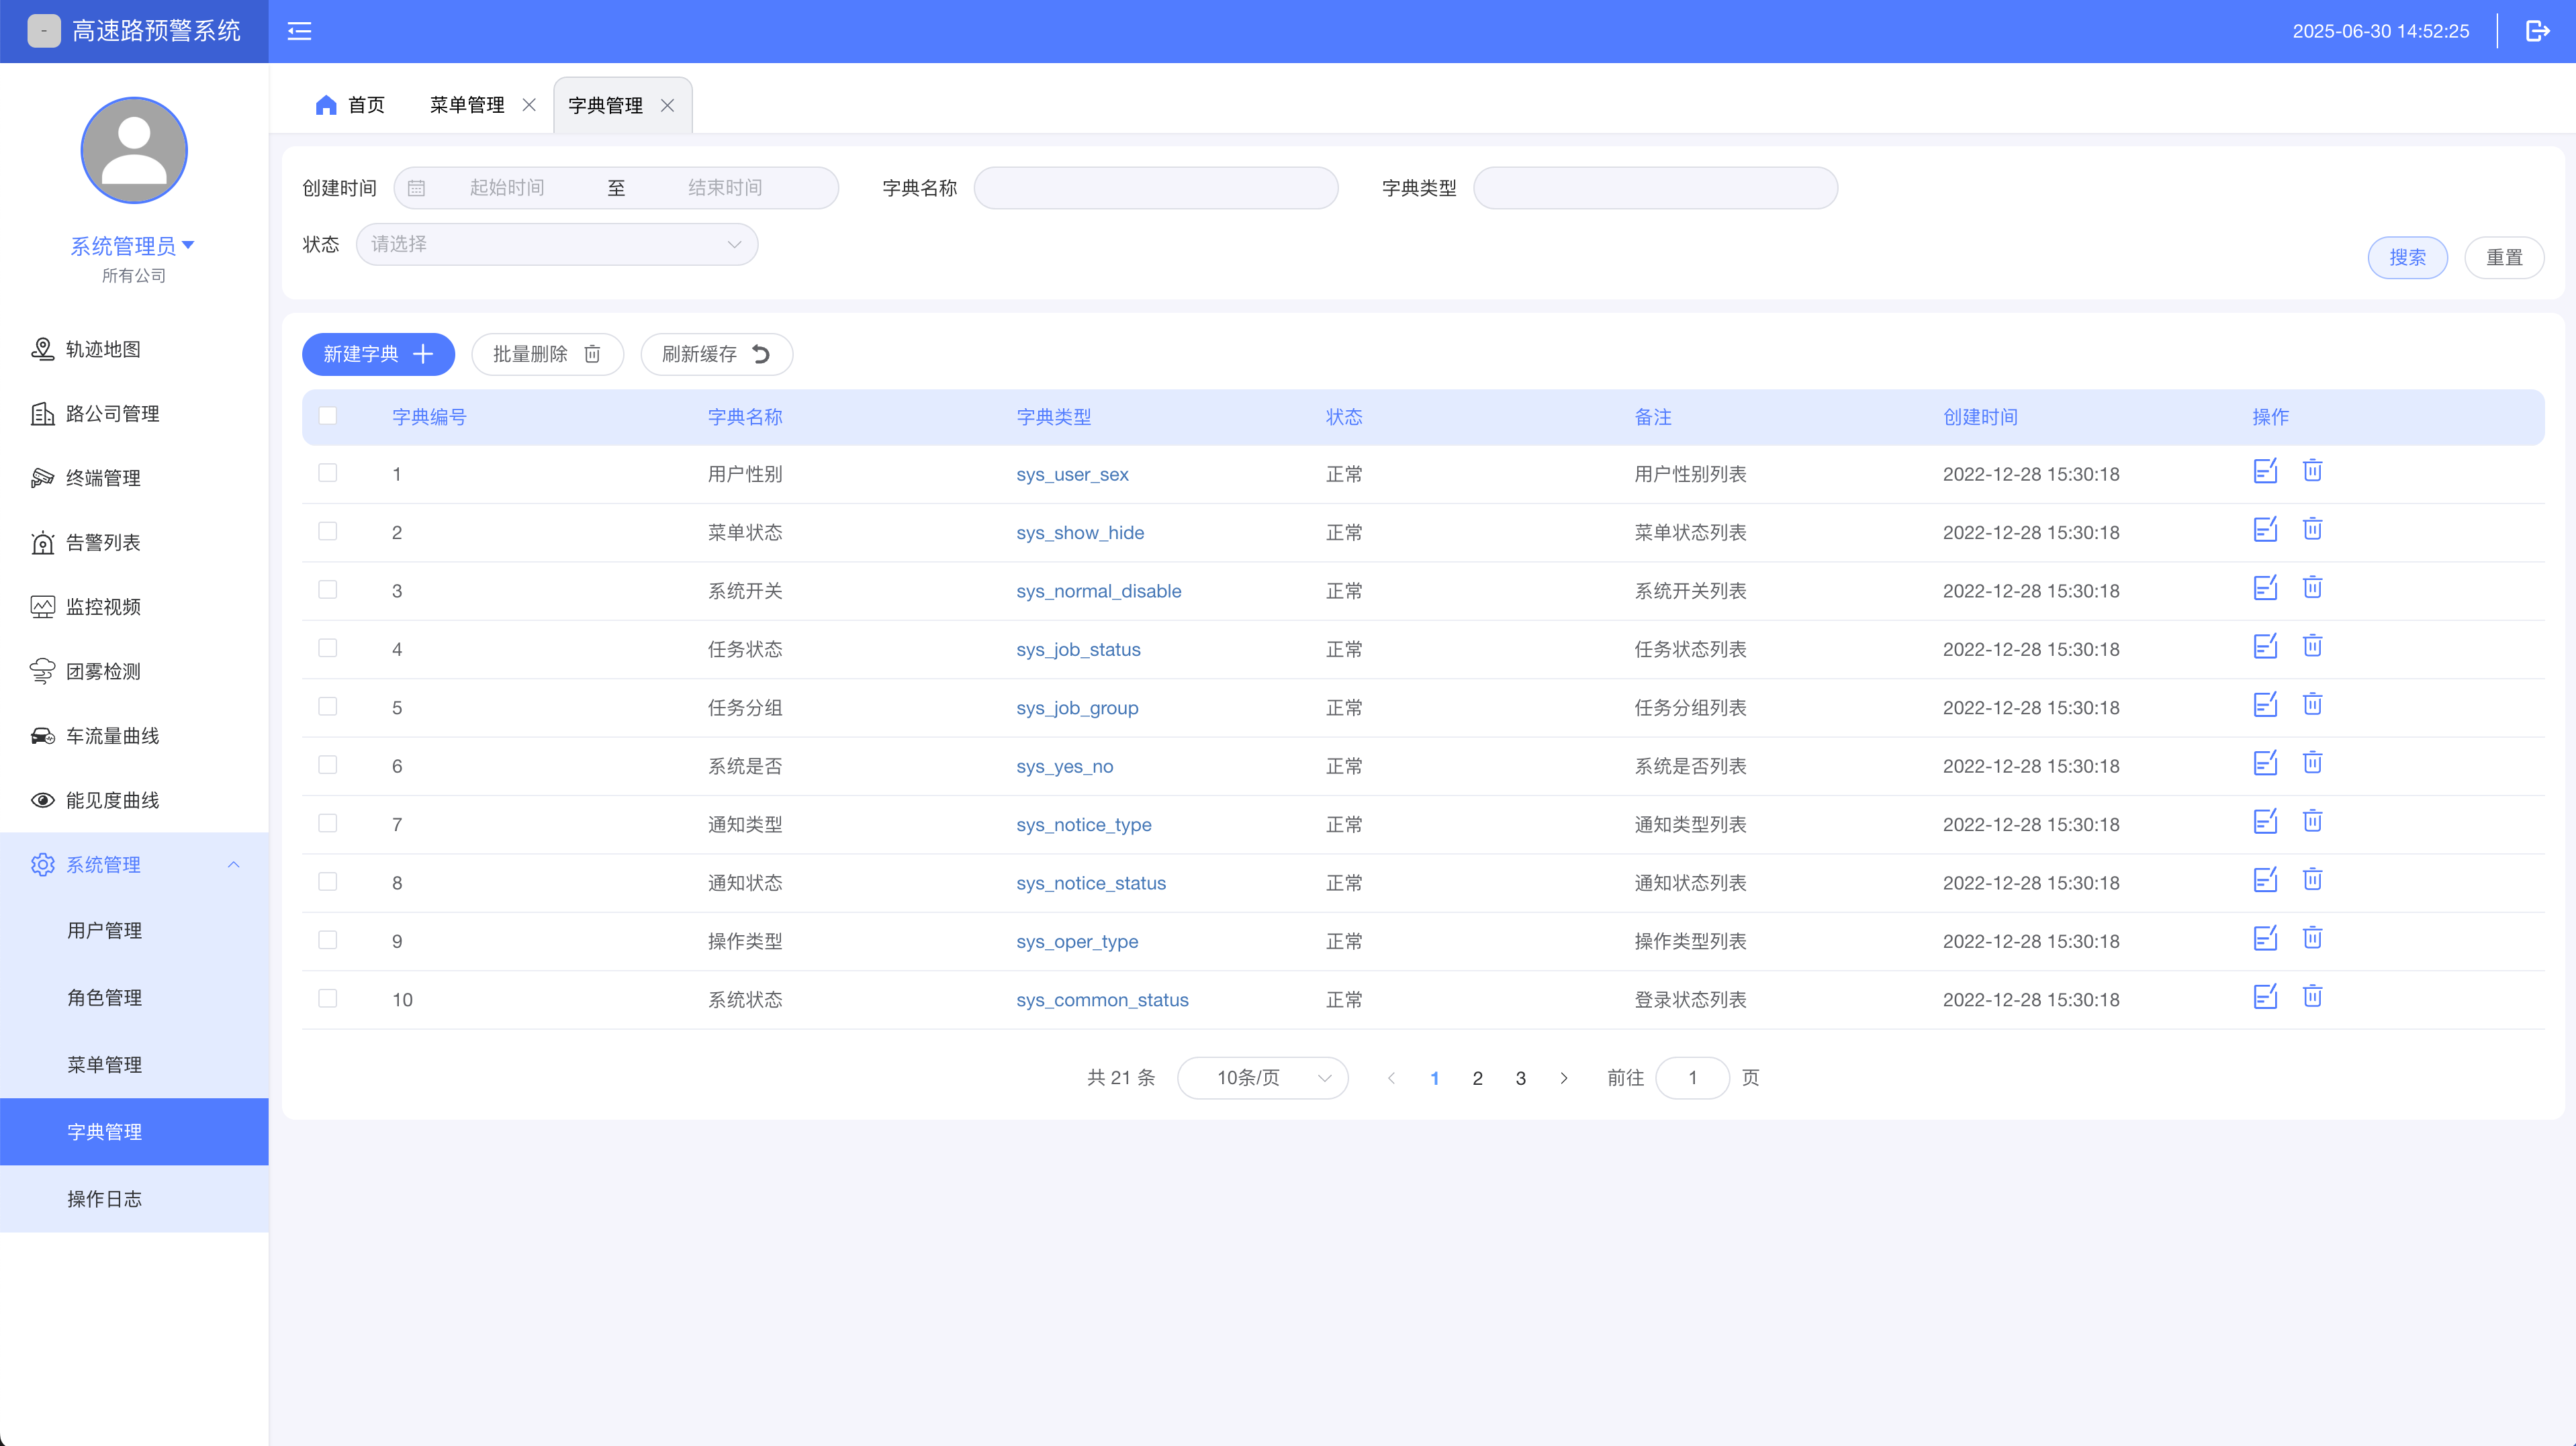 - 高速路预警系统
2025-06-30 14:52:25
首页 菜单管理 字典管理
系统管理员
所有公司
轨迹地图
路公司管理
终端管理
告警列表
监控视频
团雾检测
车流量曲线
能见度曲线
系统管理
用户管理
角色管理
菜单管理
字典管理
操作日志
创建时间 起始时间 至 结束时间 字典名称 字典类型
状态 请选择
搜索 重置
新建字典 批量删除 刷新缓存
字典编号 字典名称 字典类型 状态 备注 创建时间 操作
1 用户性别 sys_user_sex 正常 用户性别列表 2022-12-28 15:30:18
2 菜单状态 sys_show_hide 正常 菜单状态列表 2022-12-28 15:30:18
3 系统开关 sys_normal_disable 正常 系统开关列表 2022-12-28 15:30:18
4 任务状态 sys_job_status 正常 任务状态列表 2022-12-28 15:30:18
5 任务分组 sys_job_group 正常 任务分组列表 2022-12-28 15:30:18
6 系统是否 sys_yes_no 正常 系统是否列表 2022-12-28 15:30:18
7 通知类型 sys_notice_type 正常 通知类型列表 2022-12-28 15:30:18
8 通知状态 sys_notice_status 正常 通知状态列表 2022-12-28 15:30:18
9 操作类型 sys_oper_type 正常 操作类型列表 2022-12-28 15:30:18
10 系统状态 sys_common_status 正常 登录状态列表 2022-12-28 15:30:18
共 21 条 10条/页 1 2 3 前往 1 页